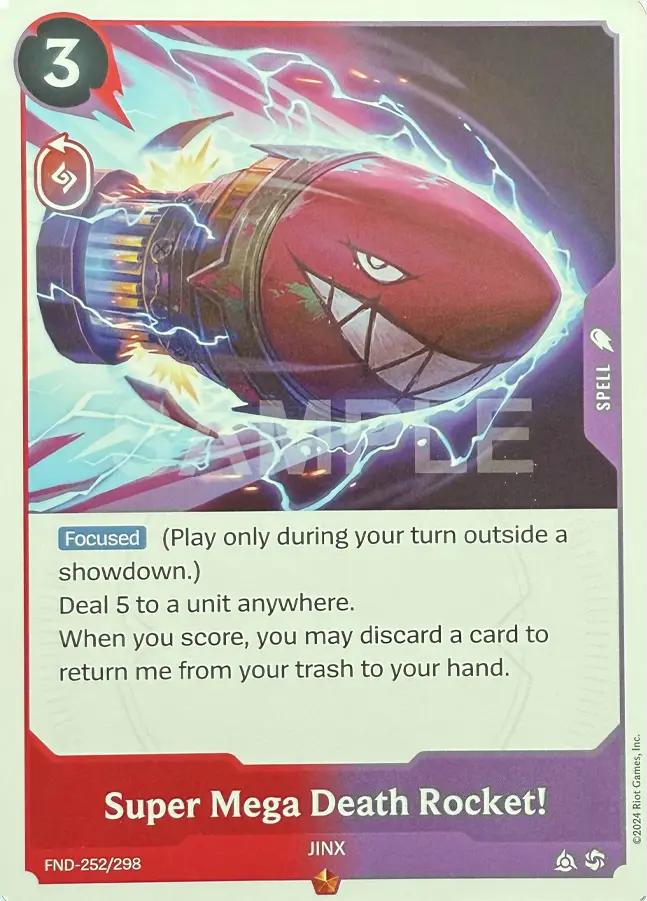 3
SAMPLE
SPELL
Focused (Play only during your turn outside a
showdown.)
Deal 5 to a unit anywhere.
When you score, you may discard a card to
return me from your trash to your hand.
Super Mega Death Rocket!
JINX
FND-252/298
©2024 Riot Games, Inc.